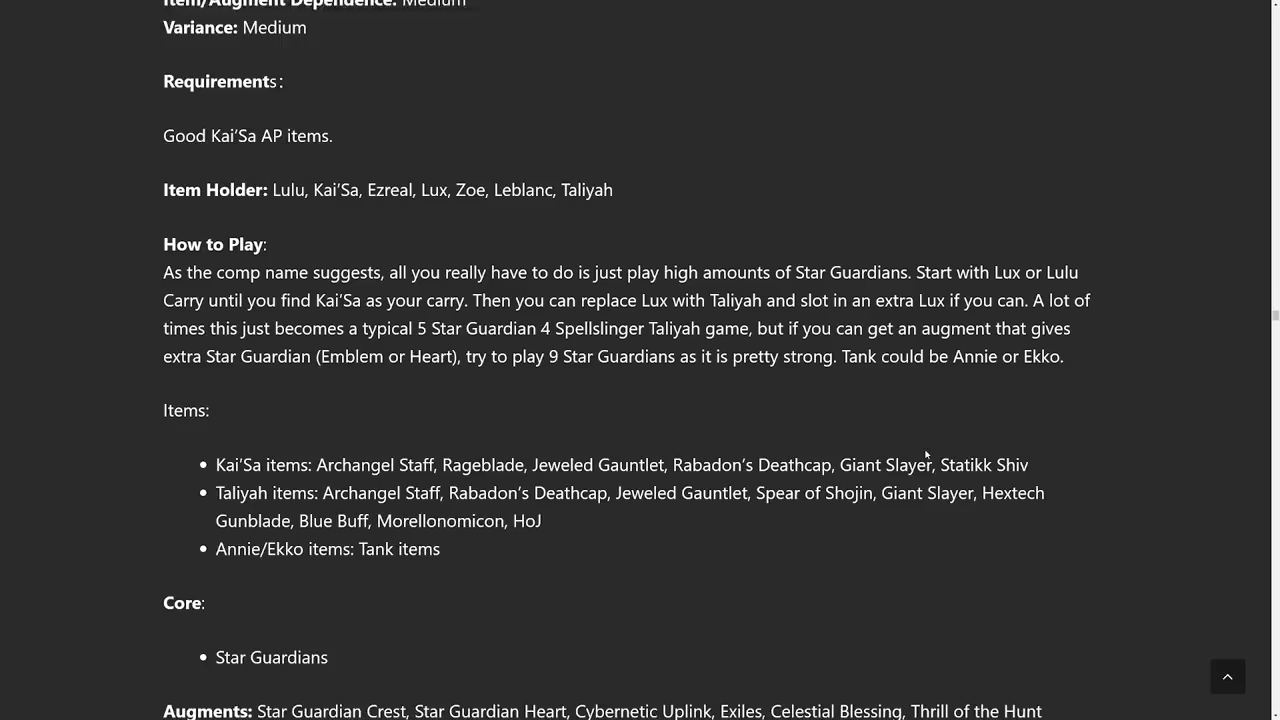 Item/Augment Dependence: Medium
Variance: Medium
Requirements:
Good Kai’Sa AP items.
Item Holder: Lulu, Kai’Sa, Ezreal, Lux, Zoe, Leblanc, Taliyah
How to Play:
As the comp name suggests, all you really have to do is just play high amounts of Star Guardians. Start with Lux or Lulu
Carry until you find Kai’Sa as your carry. Then you can replace Lux with Taliyah and slot in an extra Lux if you can. A lot of
times this just becomes a typical 5 Star Guardian 4 Spellslinger Taliyah game, but if you can get an augment that gives
extra Star Guardian (Emblem or Heart), try to play 9 Star Guardians as it is pretty strong. Tank could be Annie or Ekko.
Items:
• Kai’Sa items: Archangel Staff, Rageblade, Jeweled Gauntlet, Rabadon’s Deathcap, Giant Slayer, Statikk Shiv
• Taliyah items: Archangel Staff, Rabadon’s Deathcap, Jeweled Gauntlet, Spear of Shojin, Giant Slayer, Hextech
Gunblade, Blue Buff, Morellonomicon, HoJ
• Annie/Ekko items: Tank items
Core:
• Star Guardians
Augments: Star Guardian Crest, Star Guardian Heart, Cybernetic Uplink, Exiles, Celestial Blessing, Thrill of the Hunt